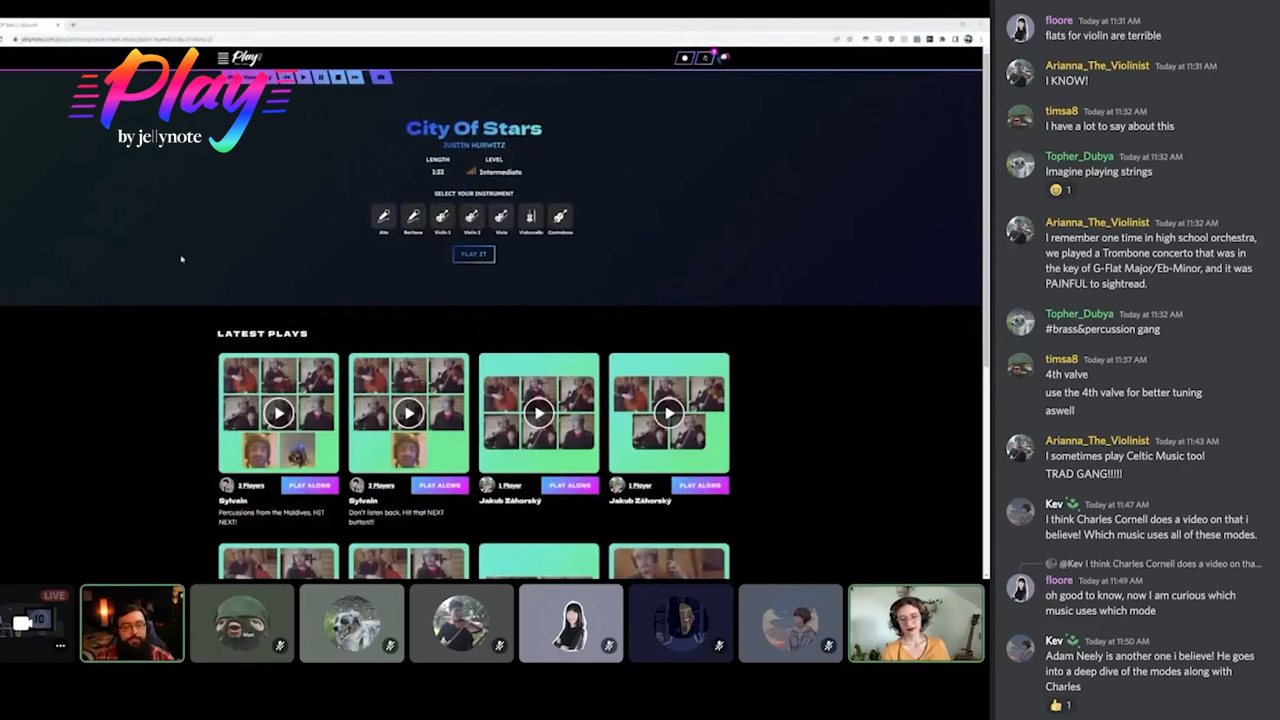 Play
by jellynote
Play
City Of Stars
JUSTIN HURWITZ
LENGTH
LEVEL
1:22
Intermediate
SELECT YOUR INSTRUMENT
Alto
Baritone
Violin 1
Violin 2
Viola
Violoncello
Contrabass
PLAY IT
LATEST PLAYS
2 Players
PLAY ALONG
Sylvain
Percussions from the Maldives. HIT
NEXT!
2 Players
PLAY ALONG
Sylvain
Don't listen back, Hit that NEXT
button!!!
1 Player
PLAY ALONG
Jakub Záhorský
1 Player
PLAY ALONG
Jakub Záhorský
LIVE
floore Today at 11:31 AM
flats for violin are terrible
Arianna_The_Violinist Today at 11:31 AM
I KNOW!
timsa8 Today at 11:32 AM
I have a lot to say about this
Topher_Dubya Today at 11:32 AM
Imagine playing strings
1
Arianna_The_Violinist Today at 11:32 AM
I remember one time in high school orchestra,
we played a Trombone concerto that was in
the key of G-Flat Major/Eb-Minor, and it was
PAINFUL to sightread.
Topher_Dubya Today at 11:32 AM
#brass&percussion gang
timsa8 Today at 11:37 AM
4th valve
use the 4th valve for better tuning
aswell
Arianna_The_Violinist Today at 11:43 AM
I sometimes play Celtic Music too!
TRAD GANG!!!!!
Kev Today at 11:47 AM
I think Charles Cornell does a video on that i
believe! Which music uses all of these modes.
@Kev I think Charles Cornell does a video on tha...
floore Today at 11:49 AM
oh good to know, now I am curious which
music uses which mode
Kev Today at 11:50 AM
Adam Neely is another one i believe! He goes
into a deep dive of the modes along with
Charles
1